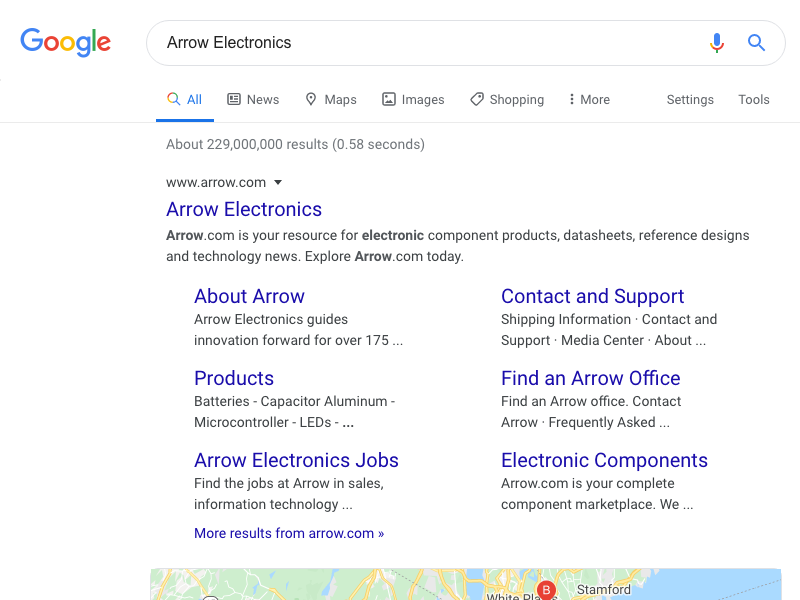 Google
Arrow Electronics
All News Maps Images Shopping More Settings Tools
About 229,000,000 results (0.58 seconds)
www.arrow.com
Arrow Electronics
Arrow.com is your resource for electronic component products, datasheets, reference designs
and technology news. Explore Arrow.com today.
About Arrow
Arrow Electronics guides
innovation forward for over 175 ...
Contact and Support
Shipping Information · Contact and
Support · Media Center · About ...
Products
Batteries - Capacitor Aluminum -
Microcontroller - LEDs - ...
Find an Arrow Office
Find an Arrow office. Contact
Arrow · Frequently Asked ...
Arrow Electronics Jobs
Find the jobs at Arrow in sales,
information technology ...
Electronic Components
Arrow.com is your complete
component marketplace. We ...
More results from arrow.com »
B
Stamford
White